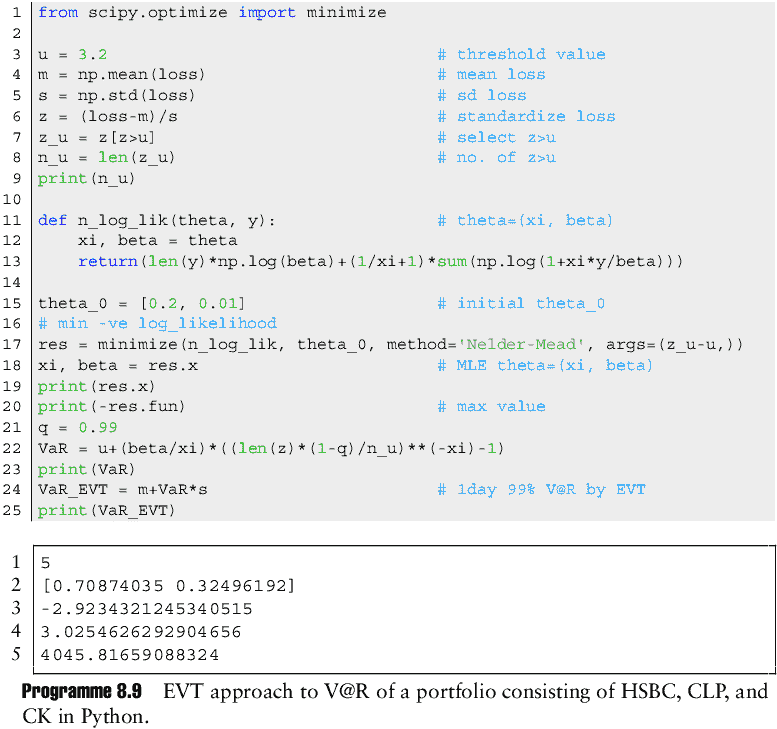 1 from scipy.optimize import minimize
2
3 u = 3.2 # threshold value
4 m = np.mean(loss) # mean loss
5 s = np.std(loss) # sd loss
6 z = (loss-m)/s # standardize loss
7 z_u = z[z>u] # select z>u
8 n_u = len(z_u) # no. of z>u
9 print(n_u)
10
11 def n_log_lik(theta, y): # theta=(xi, beta)
12     xi, beta = theta
13     return(len(y)*np.log(beta)+(1/xi+1)*sum(np.log(1+xi*y/beta)))
14
15 theta_0 = [0.2, 0.01] # initial theta_0
16 # min -ve log_likelihood
17 res = minimize(n_log_lik, theta_0, method='Nelder-Mead', args=(z_u-u,))
18 xi, beta = res.x # MLE theta=(xi, beta)
19 print(res.x)
20 print(-res.fun) # max value
21 q = 0.99
22 VaR = u+(beta/xi)*((len(z)*(1-q)/n_u)**(-xi)-1)
23 print(VaR)
24 VaR_EVT = m+VaR*s # 1day 99% V@R by EVT
25 print(VaR_EVT)
1 5
2 [0.70874035 0.32496192]
3 -2.9234321245340515
4 3.0254626292904656
5 4045.81659088324
Programme 8.9 EVT approach to V@R of a portfolio consisting of HSBC, CLP, and
CK in Python.